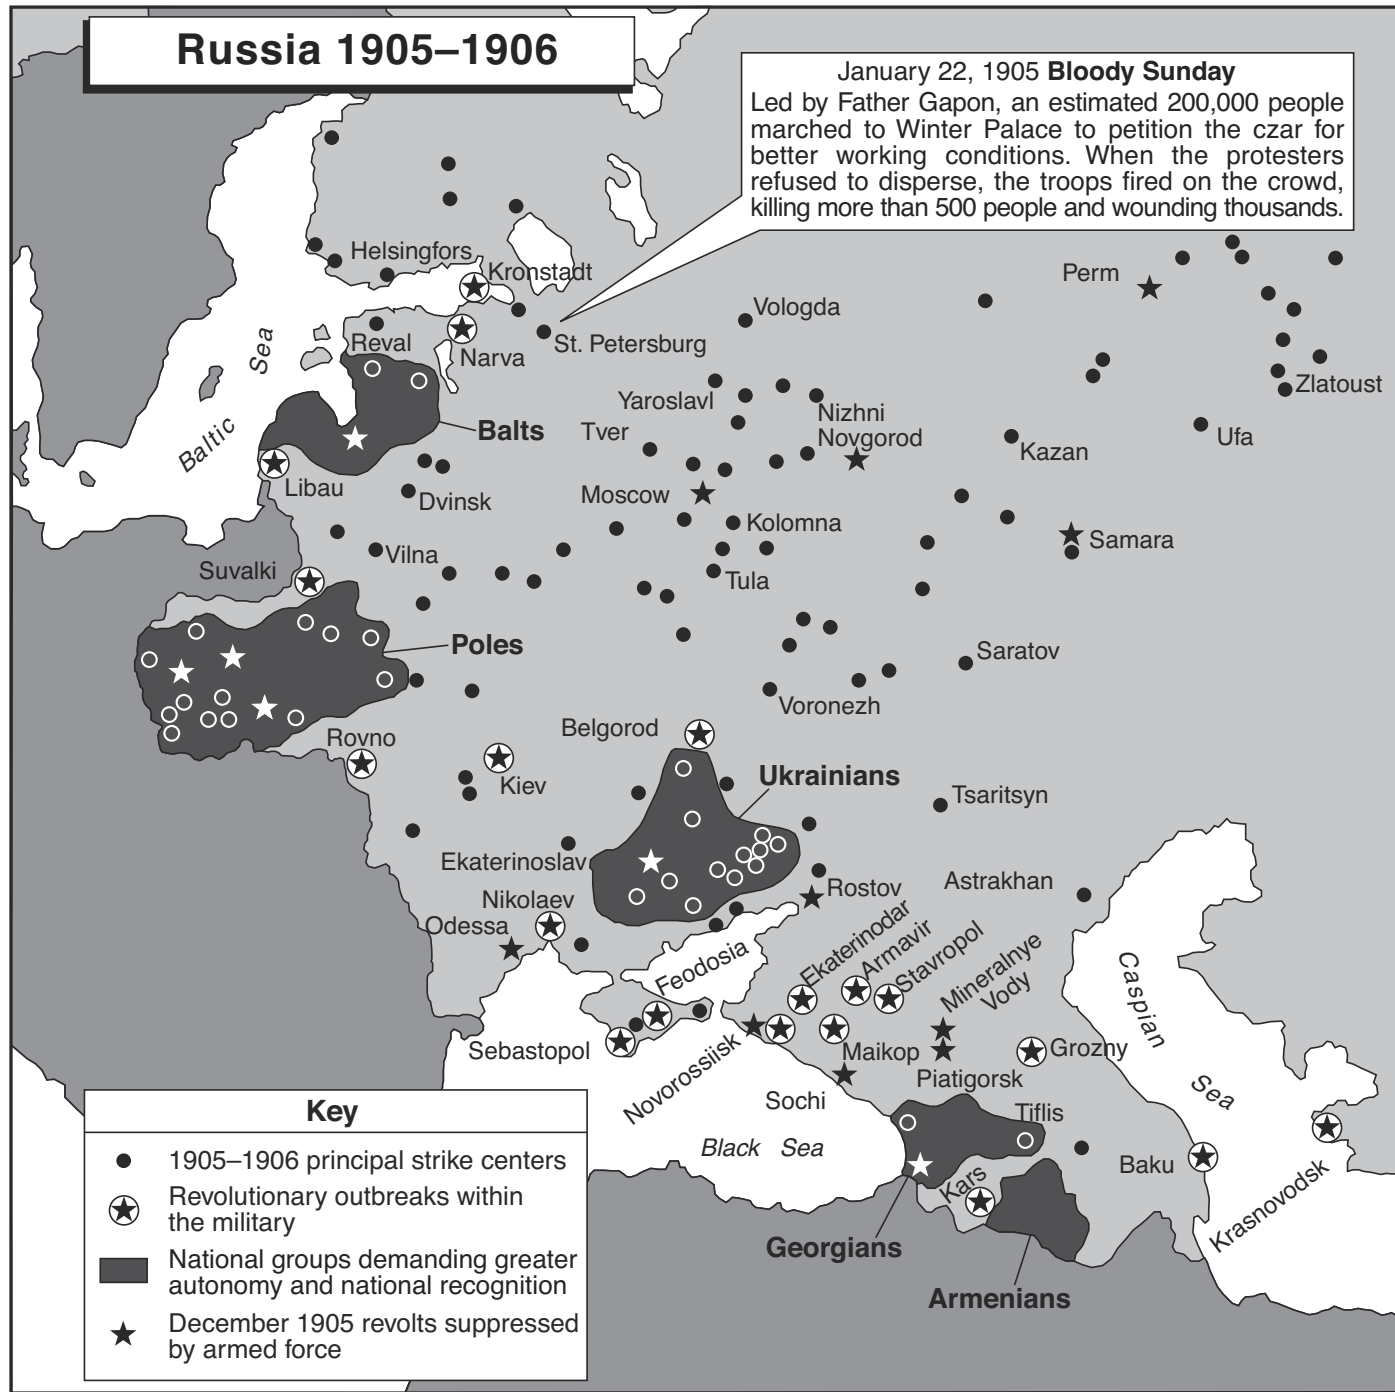 Russia 1905–1906
January 22, 1905 Bloody Sunday
Led by Father Gapon, an estimated 200,000 people
marched to Winter Palace to petition the czar for
better working conditions. When the protesters
refused to disperse, the troops fired on the crowd,
killing more than 500 people and wounding thousands.
Helsingfors
Kronstadt
Perm
Vologda
Reval
Narva
St. Petersburg
Baltic Sea
Zlatoust
Yaroslavl
Nizhni
Novgorod
Balts
Tver
Kazan
Ufa
Libau
Dvinsk
Moscow
Kolomna
Samara
Vilna
Suvalki
Tula
Poles
Saratov
Voronezh
Belgorod
Rovno
Kiev
Ukrainians
Tsaritsyn
Ekaterinoslav
Rostov
Astrakhan
Nikolaev
Odessa
Ekaterinodar
Armavir
Stavropol
Mineralnye
Vody
Feodosia
Caspian Sea
Sebastopol
Novorossiisk
Maikop
Grozny
Piatigorsk
Sochi
Tiflis
Black Sea
Baku
Kars
Krasnovodsk
Georgians
Armenians
Key
1905–1906 principal strike centers
Revolutionary outbreaks within
the military
National groups demanding greater
autonomy and national recognition
December 1905 revolts suppressed
by armed force